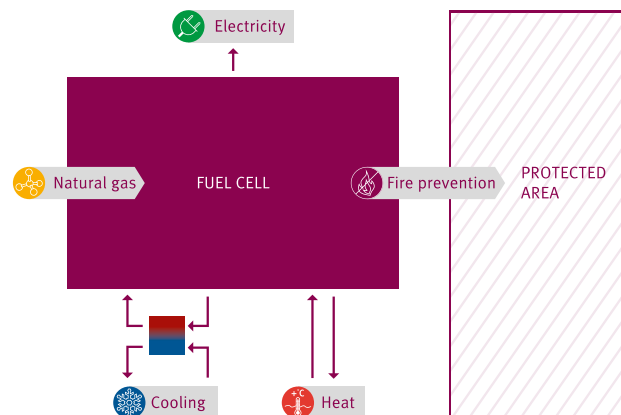 Electricity
Natural gas
FUEL CELL
Fire prevention
PROTECTED
AREA
Cooling
+°C
Heat